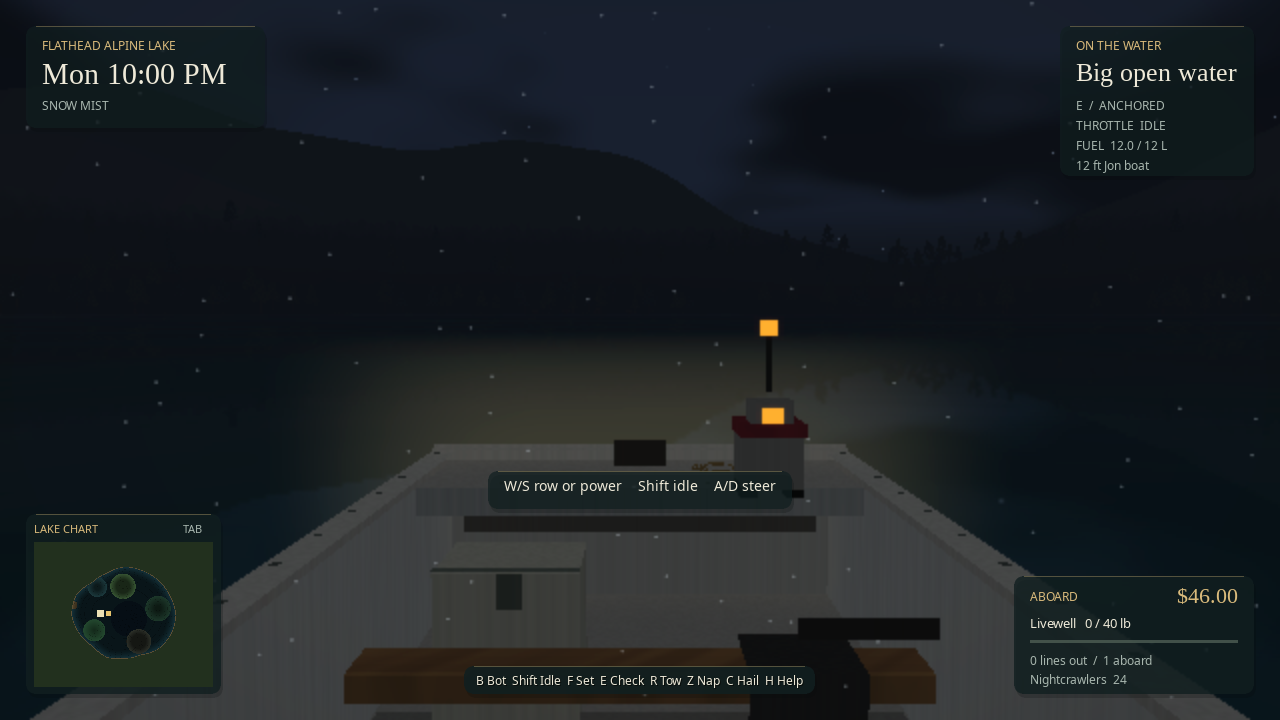 FLATHEAD ALPINE LAKE
Mon 10:00 PM
SNOW MIST
ON THE WATER
Big open water
E / ANCHORED
THROTTLE IDLE
FUEL 12.0 / 12 L
12 ft Jon boat
W/S row or power Shift idle A/D steer
LAKE CHART TAB
ABOARD $46.00
Livewell 0 / 40 lb
0 lines out / 1 aboard
Nightcrawlers 24
B Bot Shift Idle F Set E Check R Tow Z Nap C Hail H Help